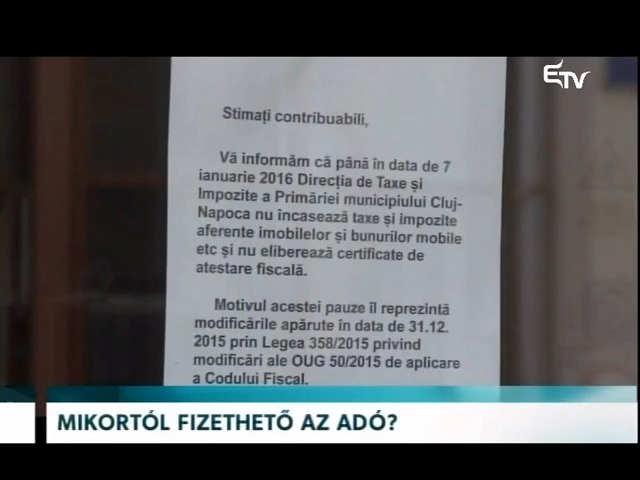 ETV
Stimați contribuabili,
Vă informăm că până în data de 7
ianuarie 2016 Direcția de Taxe și
Impozite a Primăriei municipiului Cluj-
Napoca nu încasează taxe și impozite
aferente imobilelor și bunurilor mobile
etc și nu eliberează certificate de
atestare fiscală.
Motivul acestei pauze îl reprezintă
modificările apărute în data de 31.12.
2015 prin Legea 358/2015 privind
modificări ale OUG 50/2015 de aplicare
a Codului Fiscal.
MIKORTÓL FIZETHETŐ AZ ADÓ?